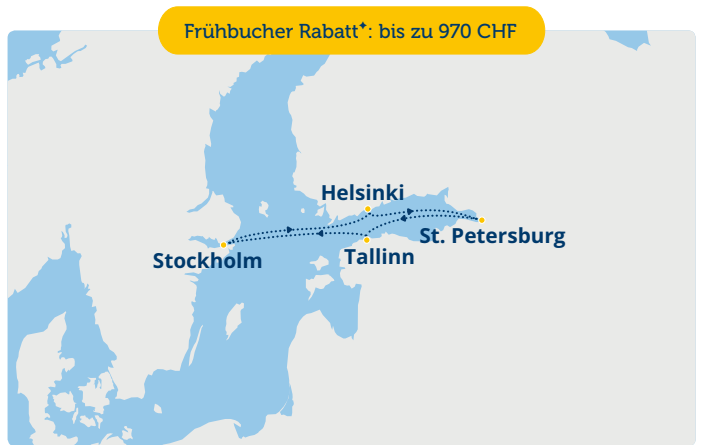 Frühbucher Rabatt✦: bis zu 970 CHF
Helsinki
St. Petersburg
Tallinn
Stockholm